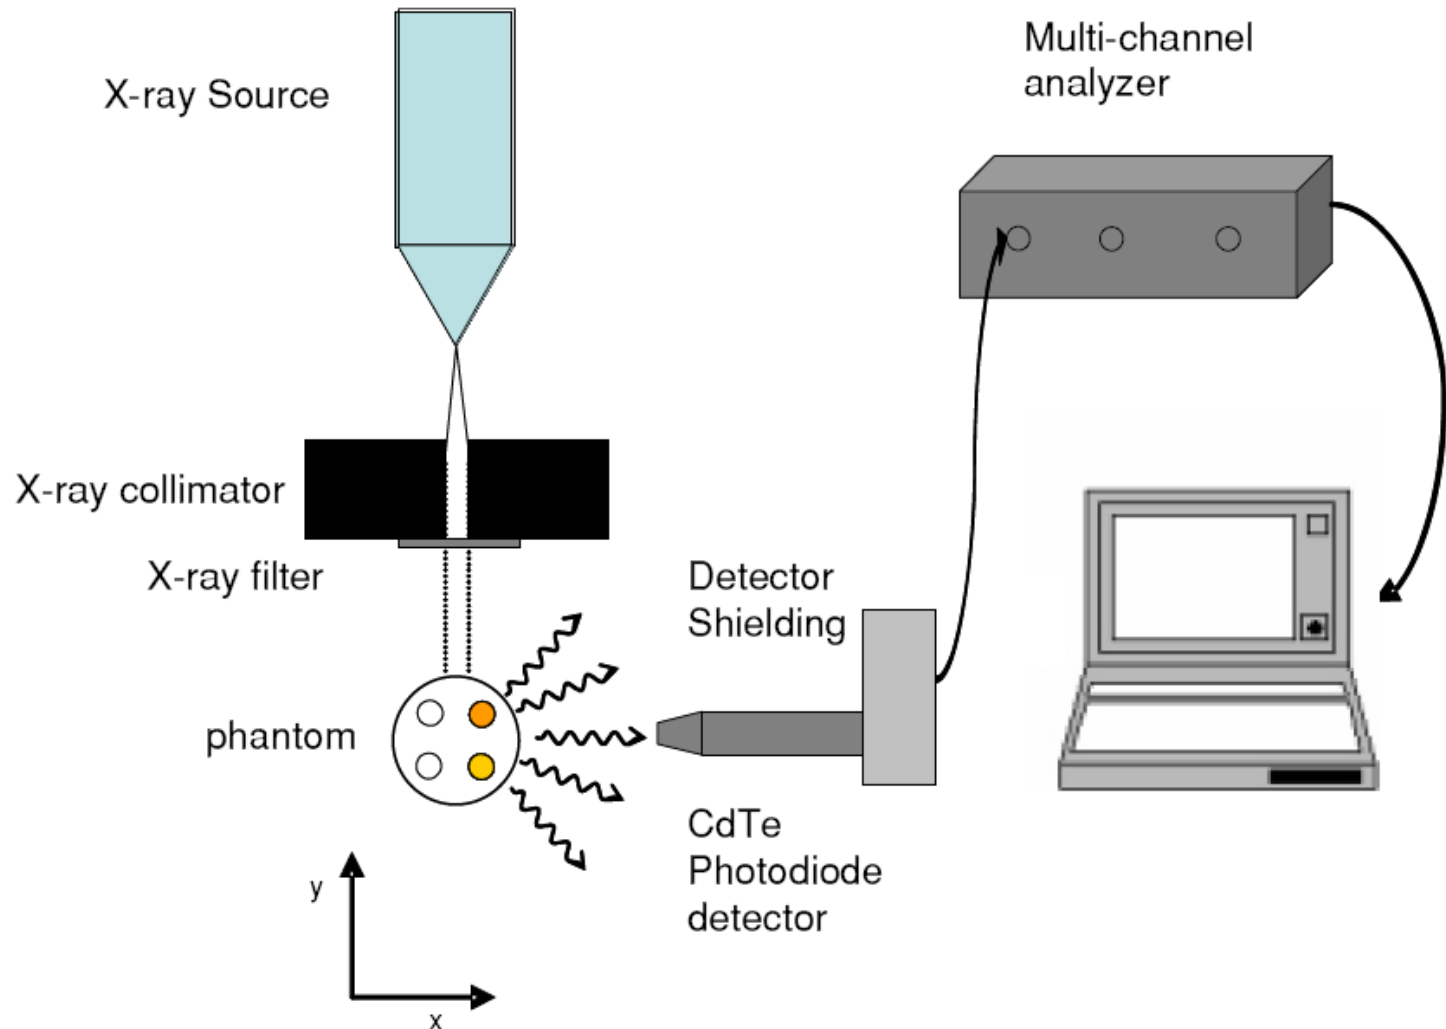 X-ray Source
Multi-channel
analyzer
X-ray collimator
X-ray filter
Detector
Shielding
phantom
CdTe
Photodiode
detector
y
x